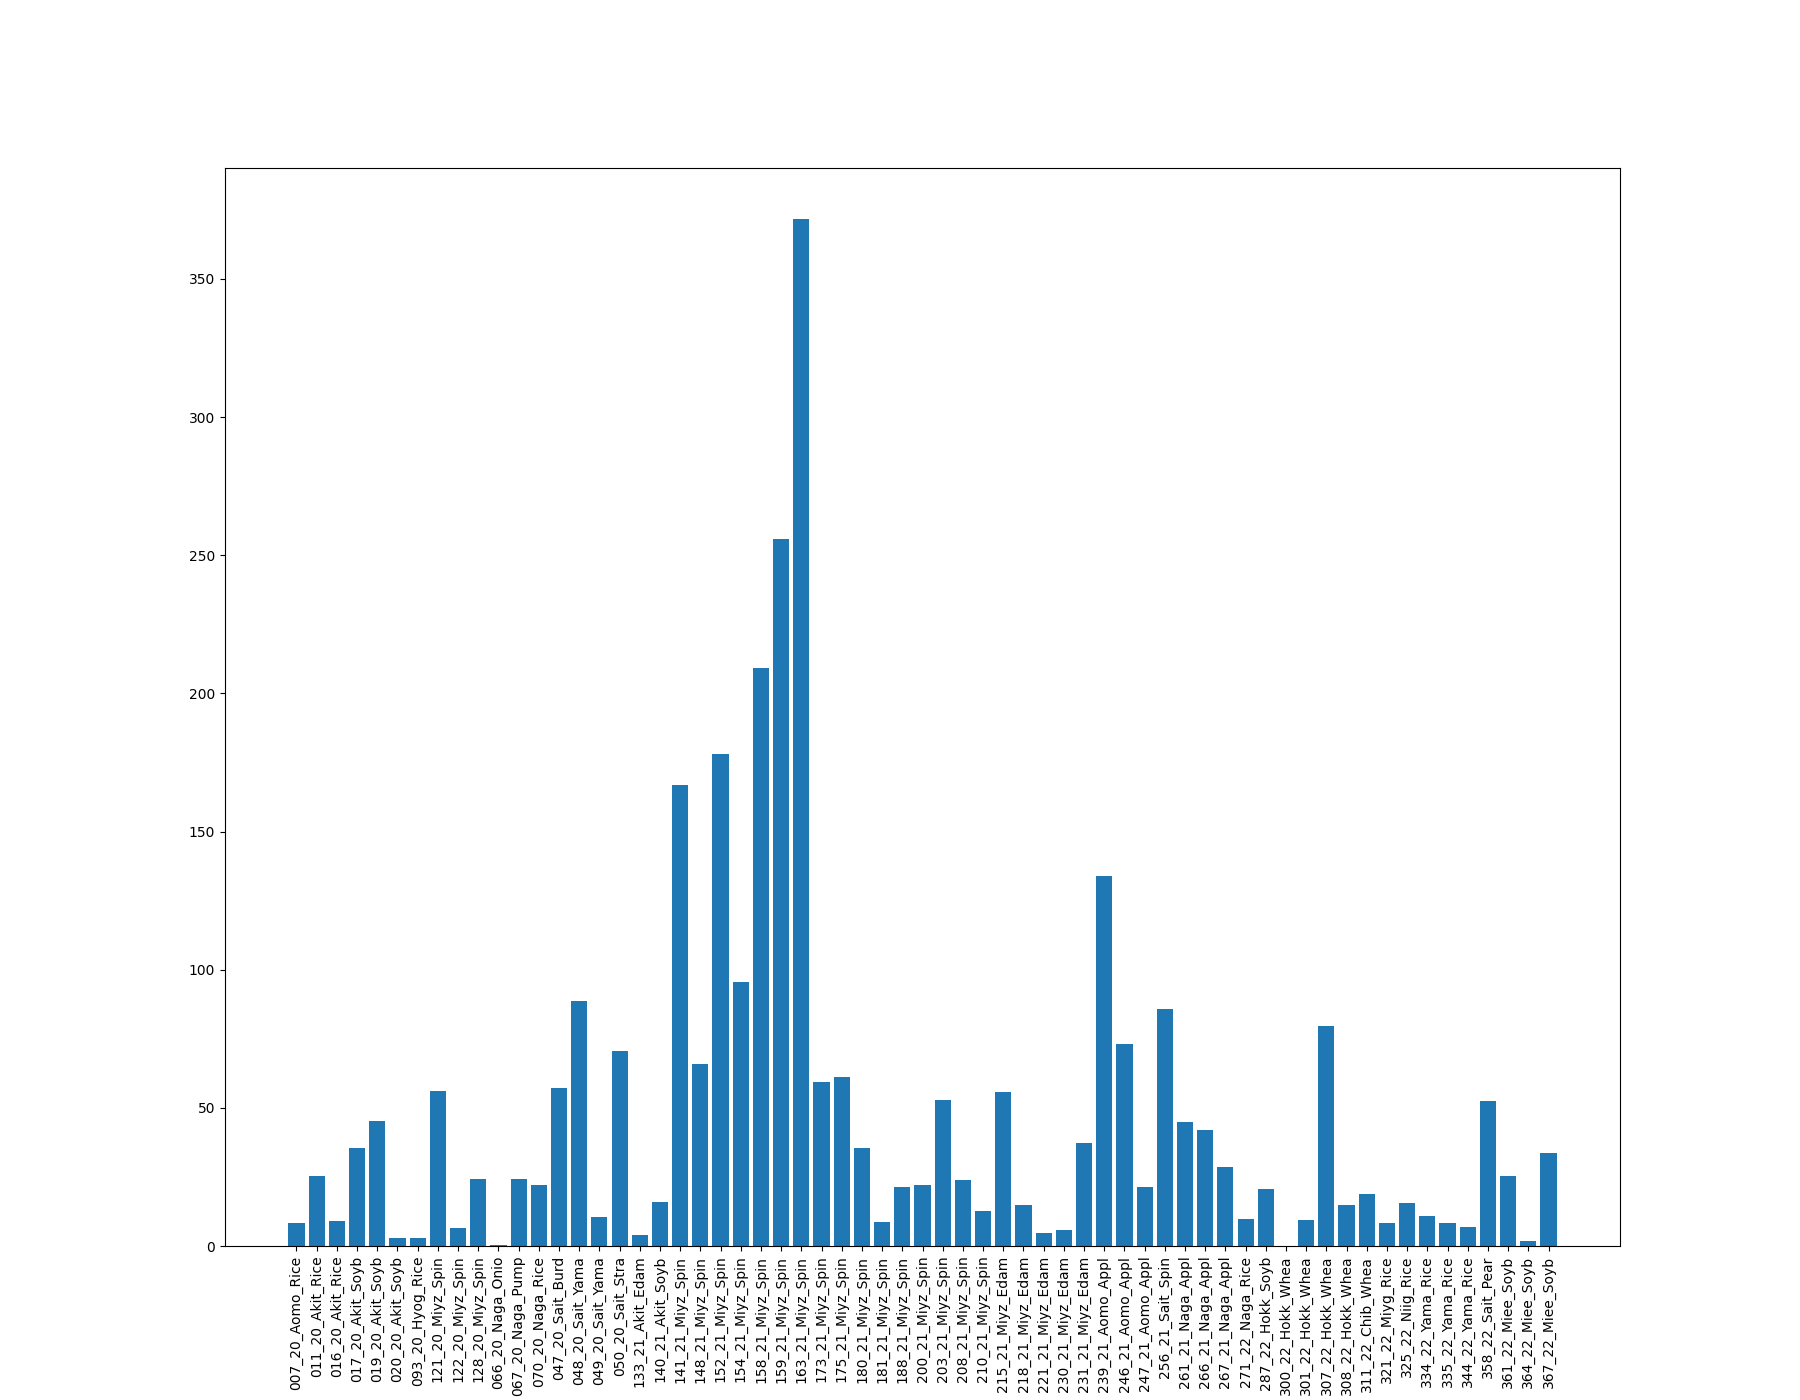 350
300
250
200
150
100
50
0
007_20_Aomo_Rice
011_20_Akit_Rice
016_20_Akit_Rice
017_20_Akit_Soyb
019_20_Akit_Soyb
020_20_Akit_Soyb
093_20_Hyog_Rice
121_20_Miyz_Spin
122_20_Miyz_Spin
128_20_Miyz_Spin
066_20_Naga_Onio
067_20_Naga_Pump
070_20_Naga_Rice
047_20_Sait_Burd
048_20_Sait_Yama
049_20_Sait_Yama
050_20_Sait_Stra
133_21_Akit_Edam
140_21_Akit_Soyb
141_21_Miyz_Spin
148_21_Miyz_Spin
152_21_Miyz_Spin
154_21_Miyz_Spin
158_21_Miyz_Spin
159_21_Miyz_Spin
163_21_Miyz_Spin
173_21_Miyz_Spin
175_21_Miyz_Spin
180_21_Miyz_Spin
181_21_Miyz_Spin
188_21_Miyz_Spin
200_21_Miyz_Spin
203_21_Miyz_Spin
208_21_Miyz_Spin
210_21_Miyz_Spin
215_21_Miyz_Edam
218_21_Miyz_Edam
221_21_Miyz_Edam
230_21_Miyz_Edam
231_21_Miyz_Edam
239_21_Aomo_Appl
246_21_Aomo_Appl
247_21_Aomo_Appl
256_21_Sait_Spin
261_21_Naga_Appl
266_21_Naga_Appl
267_21_Naga_Appl
271_22_Naga_Rice
287_22_Hokk_Soyb
300_22_Hokk_Whea
301_22_Hokk_Whea
307_22_Hokk_Whea
308_22_Hokk_Whea
311_22_Chib_Whea
321_22_Miyg_Rice
325_22_Niig_Rice
334_22_Yama_Rice
335_22_Yama_Rice
344_22_Yama_Rice
358_22_Sait_Pear
361_22_Miee_Soyb
364_22_Miee_Soyb
367_22_Miee_Soyb